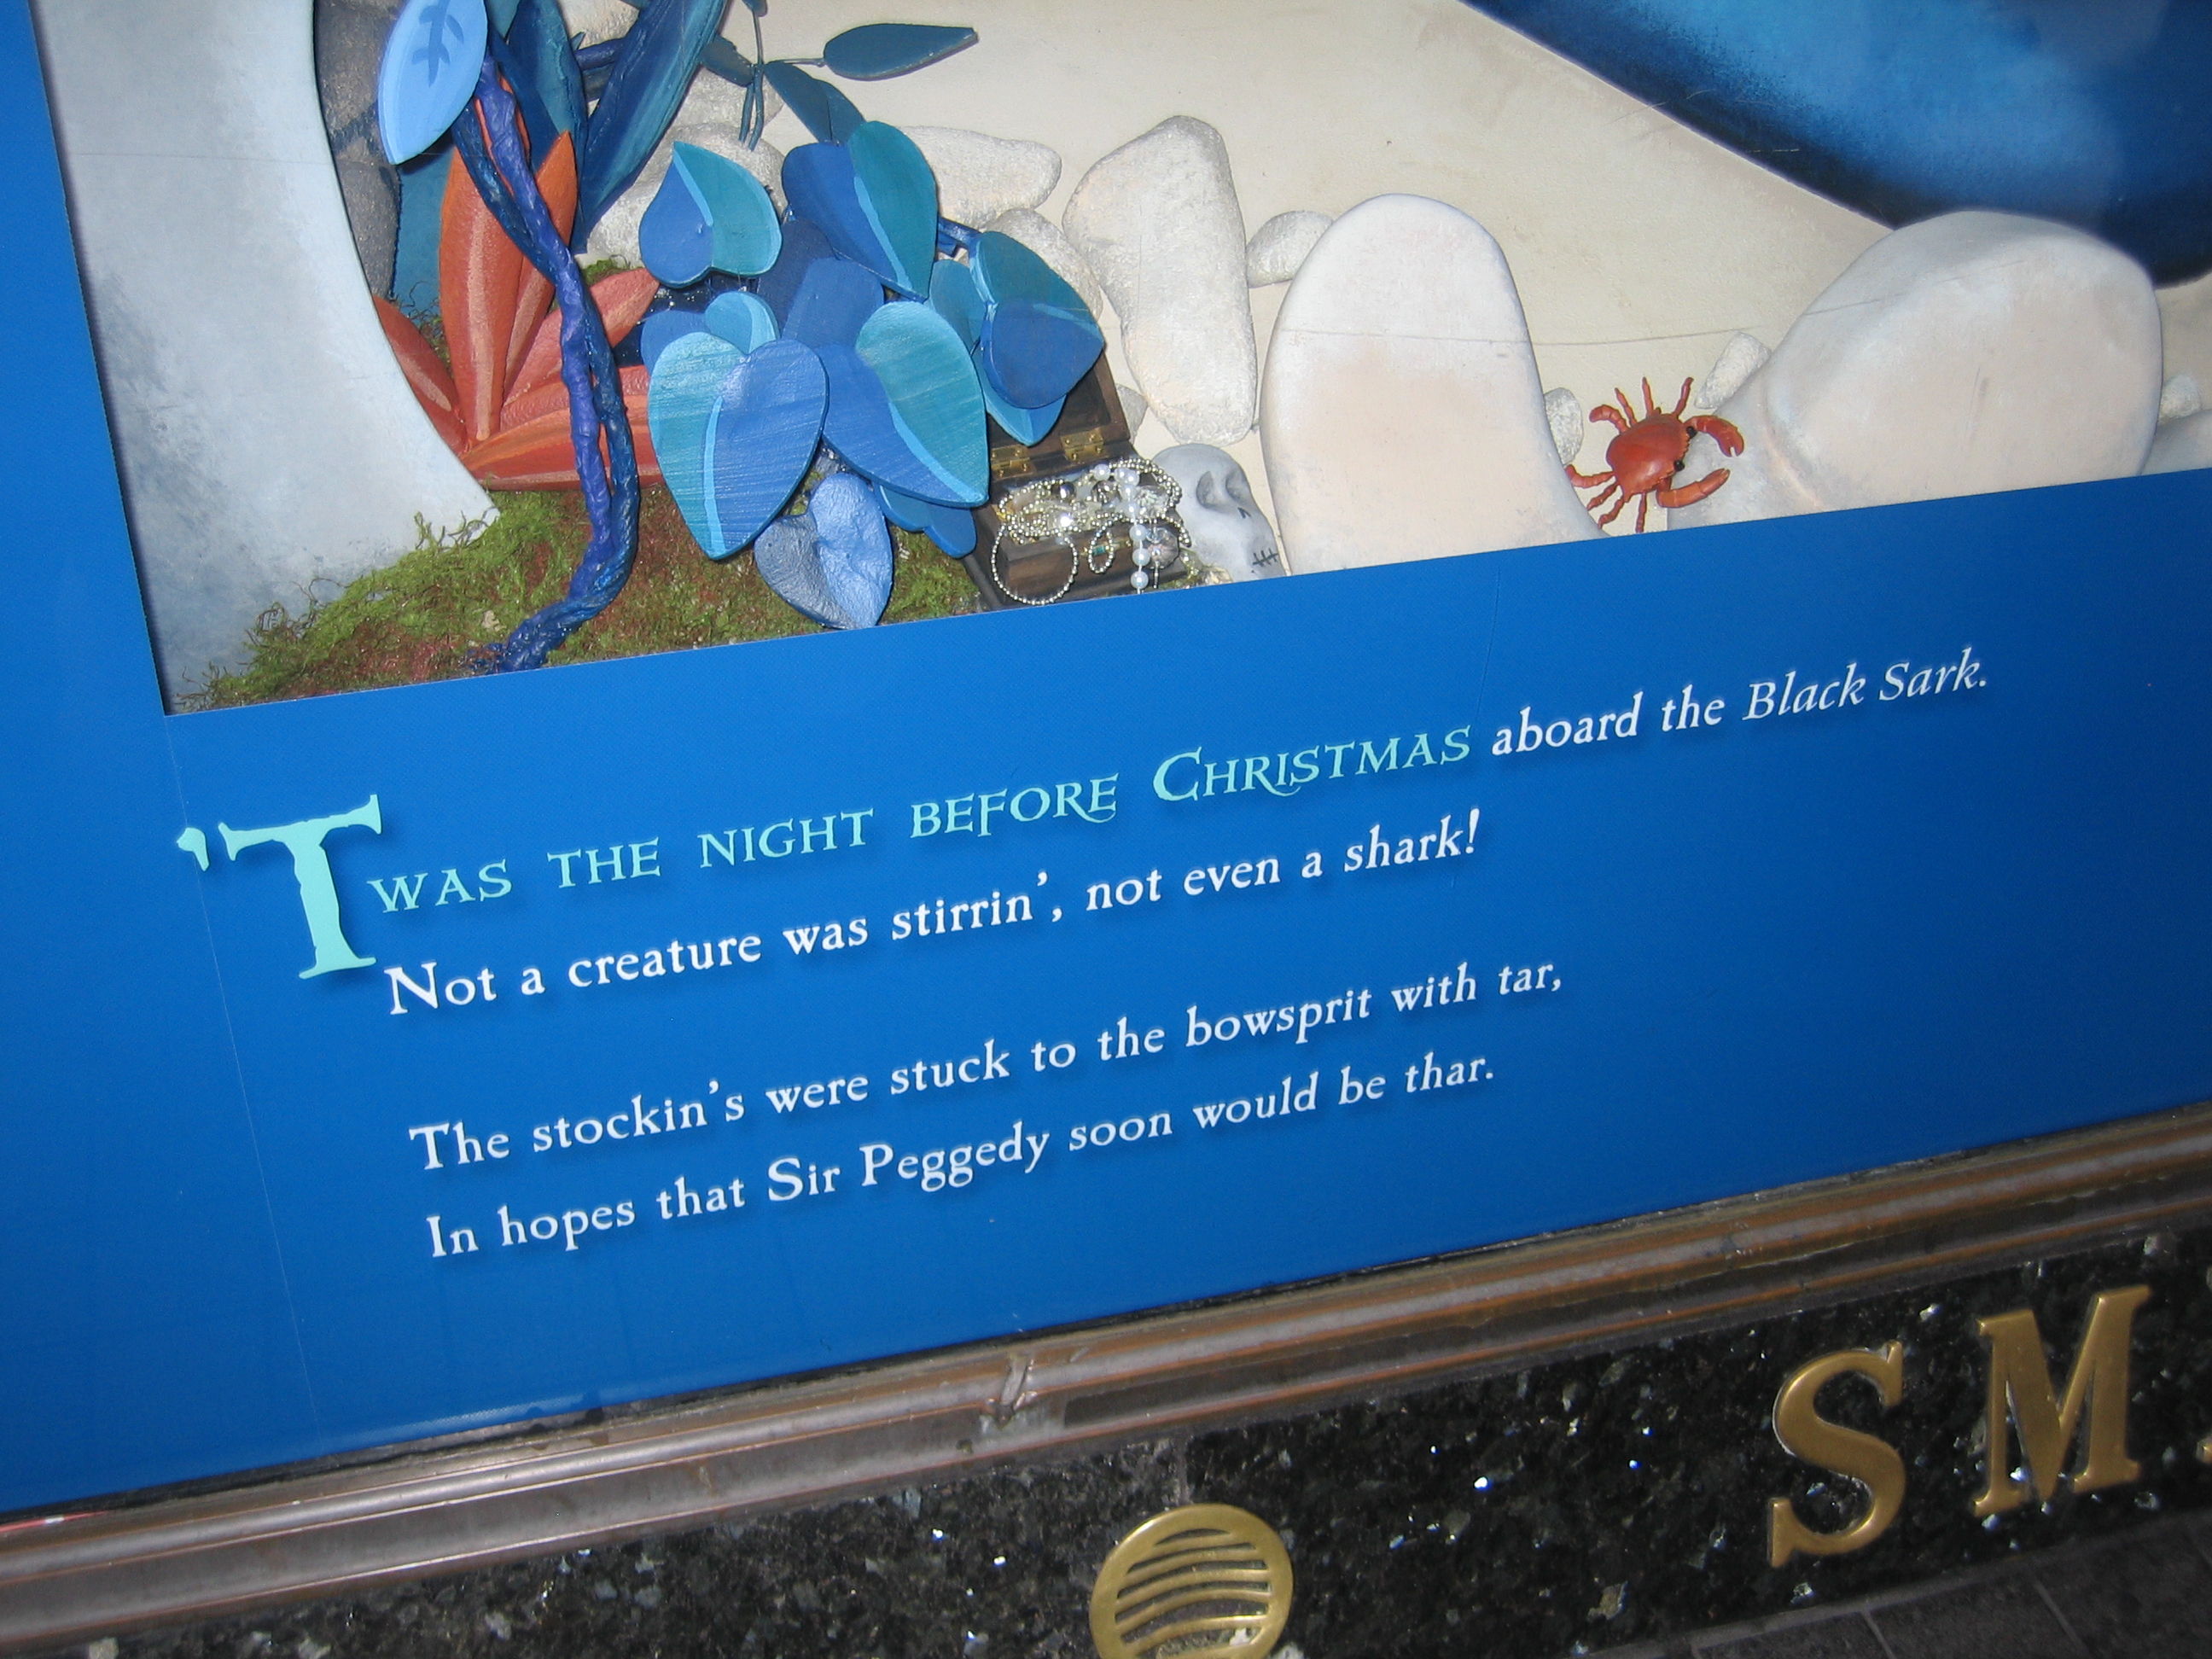 'Twas the night before Christmas aboard the Black Sark.
Not a creature was stirrin', not even a shark!
The stockin's were stuck to the bowsprit with tar,
In hopes that Sir Peggedy soon would be thar.
SM